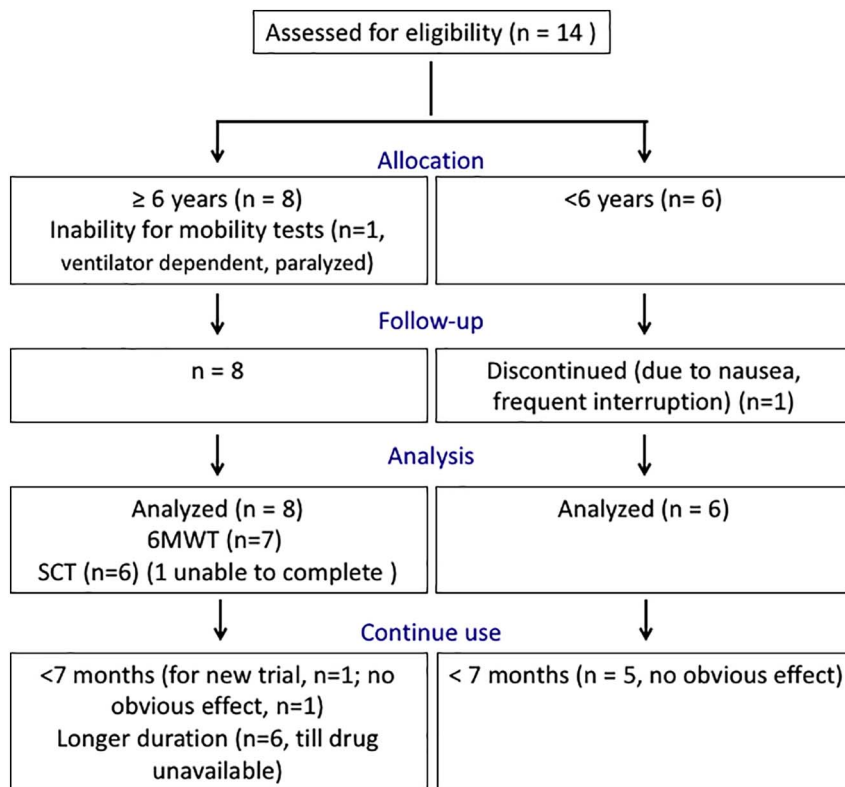 Assessed for eligibility (n = 14 )
Allocation
≥ 6 years (n = 8)
Inability for mobility tests (n=1,
ventilator dependent, paralyzed)
<6 years (n= 6)
Follow-up
n = 8
Discontinued (due to nausea,
frequent interruption) (n=1)
Analysis
Analyzed (n = 8)
6MWT (n=7)
SCT (n=6) (1 unable to complete )
Analyzed (n = 6)
Continue use
<7 months (for new trial, n=1; no
obvious effect, n=1)
Longer duration (n=6, till drug
unavailable)
< 7 months (n = 5, no obvious effect)